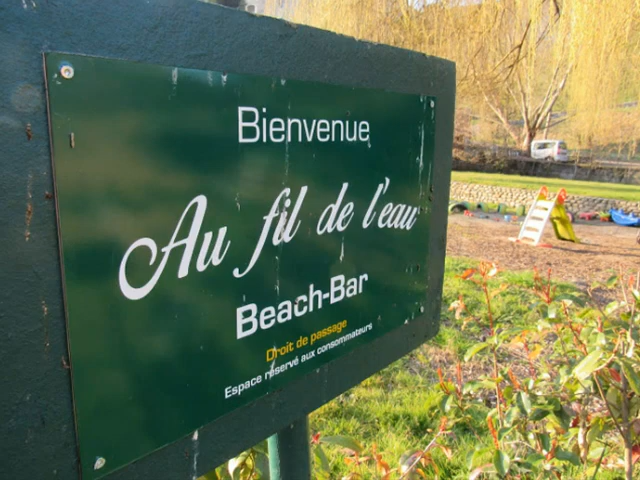 Bienvenue
Au fil de l'eau
Beach-Bar
Droit de passage
Espace réservé aux consommateurs